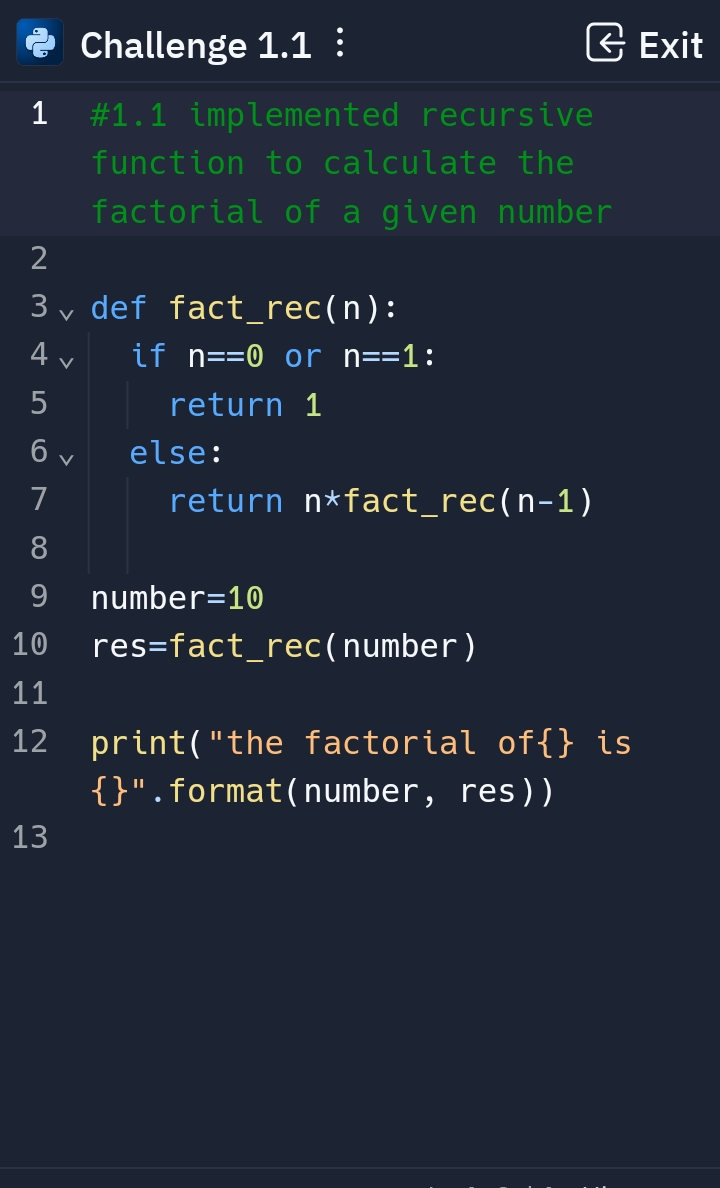 Challenge 1.1 ⋮ Exit
1 #1.1 implemented recursive
function to calculate the
factorial of a given number
2
3 def fact_rec(n):
4 if n==0 or n==1:
5 return 1
6 else:
7 return n*fact_rec(n-1)
8
9 number=10
10 res=fact_rec(number)
11
12 print("the factorial of{} is
{}".format(number, res))
13